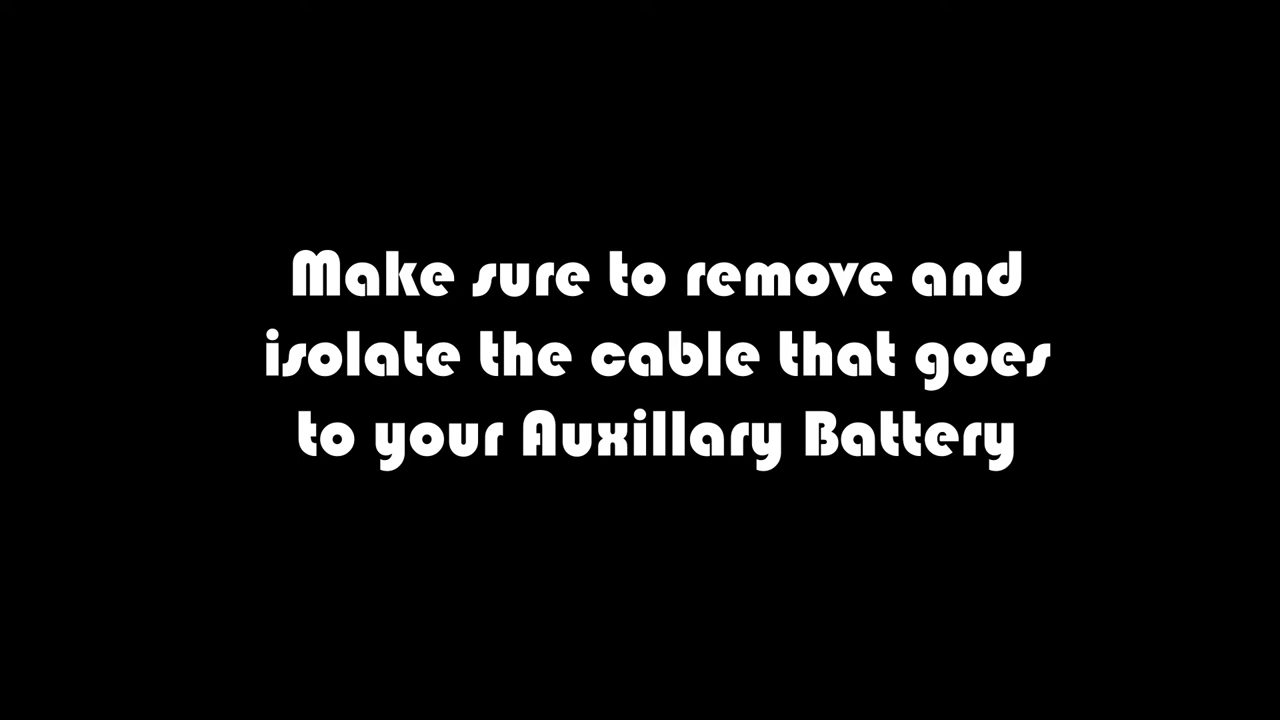 Make sure to remove and
isolate the cable that goes
to your Auxillary Battery